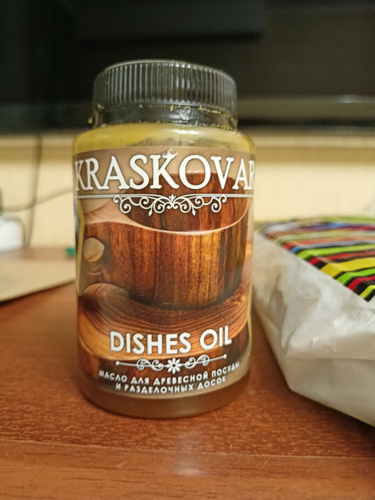 KRASKOVAR
DISHES OIL
МАСЛО ДЛЯ ДРЕВЕСНОЙ ПОСУДЫ
И РАЗДЕЛОЧНЫХ ДОСОК